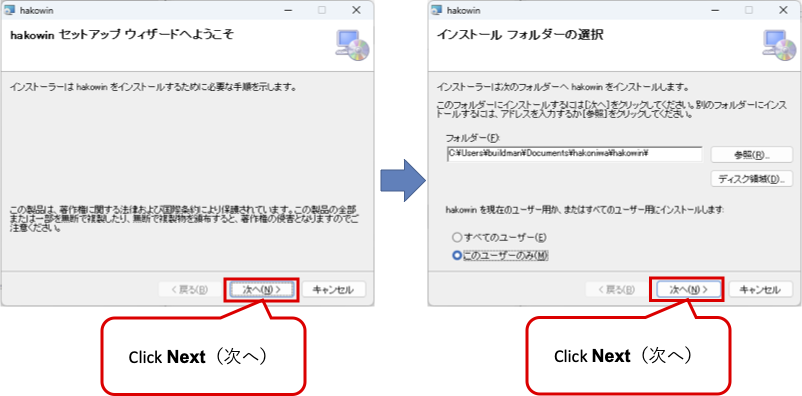 hakowin
hakowin セットアップ ウィザードへようこそ
インストーラーは hakowin をインストールするために必要な手順を示します。
この製品は、著作権に関する法律および国際条約により保護されています。この製品の全部
または一部を無断で複製したり、無断で複製物を頒布すると、著作権の侵害となりますのでご
注意ください。
< 戻る(B)
次へ(N) >
キャンセル
Click Next（次へ）
hakowin
インストール フォルダーの選択
インストーラーは次のフォルダーへ hakowin をインストールします。
このフォルダーにインストールするには[次へ]をクリックしてください。別のフォルダーにインス
トールするには、アドレスを入力するか[参照]をクリックしてください。
フォルダー(F):
C:¥Users¥buildman¥Documents¥hakoniwa¥hakowin¥
参照(R)...
ディスク領域(D)...
hakowin を現在のユーザー用か、またはすべてのユーザー用にインストールします:
すべてのユーザー(E)
このユーザーのみ(M)
< 戻る(B)
次へ(N) >
キャンセル
Click Next（次へ）